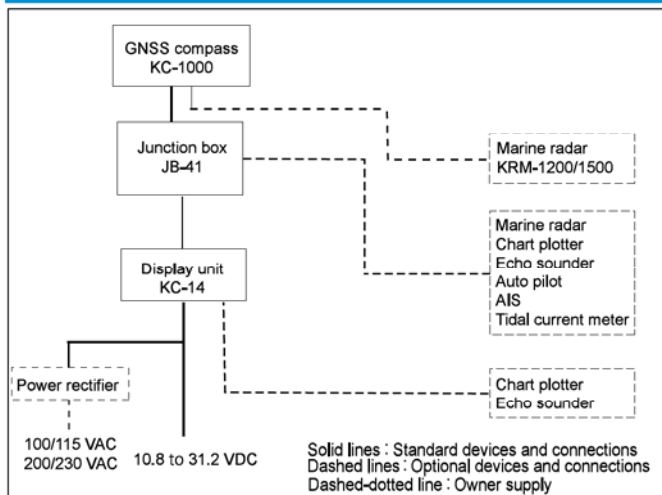 GNSS compass
KC-1000
Junction box
JB-41
Marine radar
KRM-1200/1500
Marine radar
Chart plotter
Echo sounder
Auto pilot
AIS
Tidal current meter
Display unit
KC-14
Power rectifier
Chart plotter
Echo sounder
100/115 VAC
200/230 VAC
10.8 to 31.2 VDC
Solid lines : Standard devices and connections
Dashed lines : Optional devices and connections
Dashed-dotted line : Owner supply